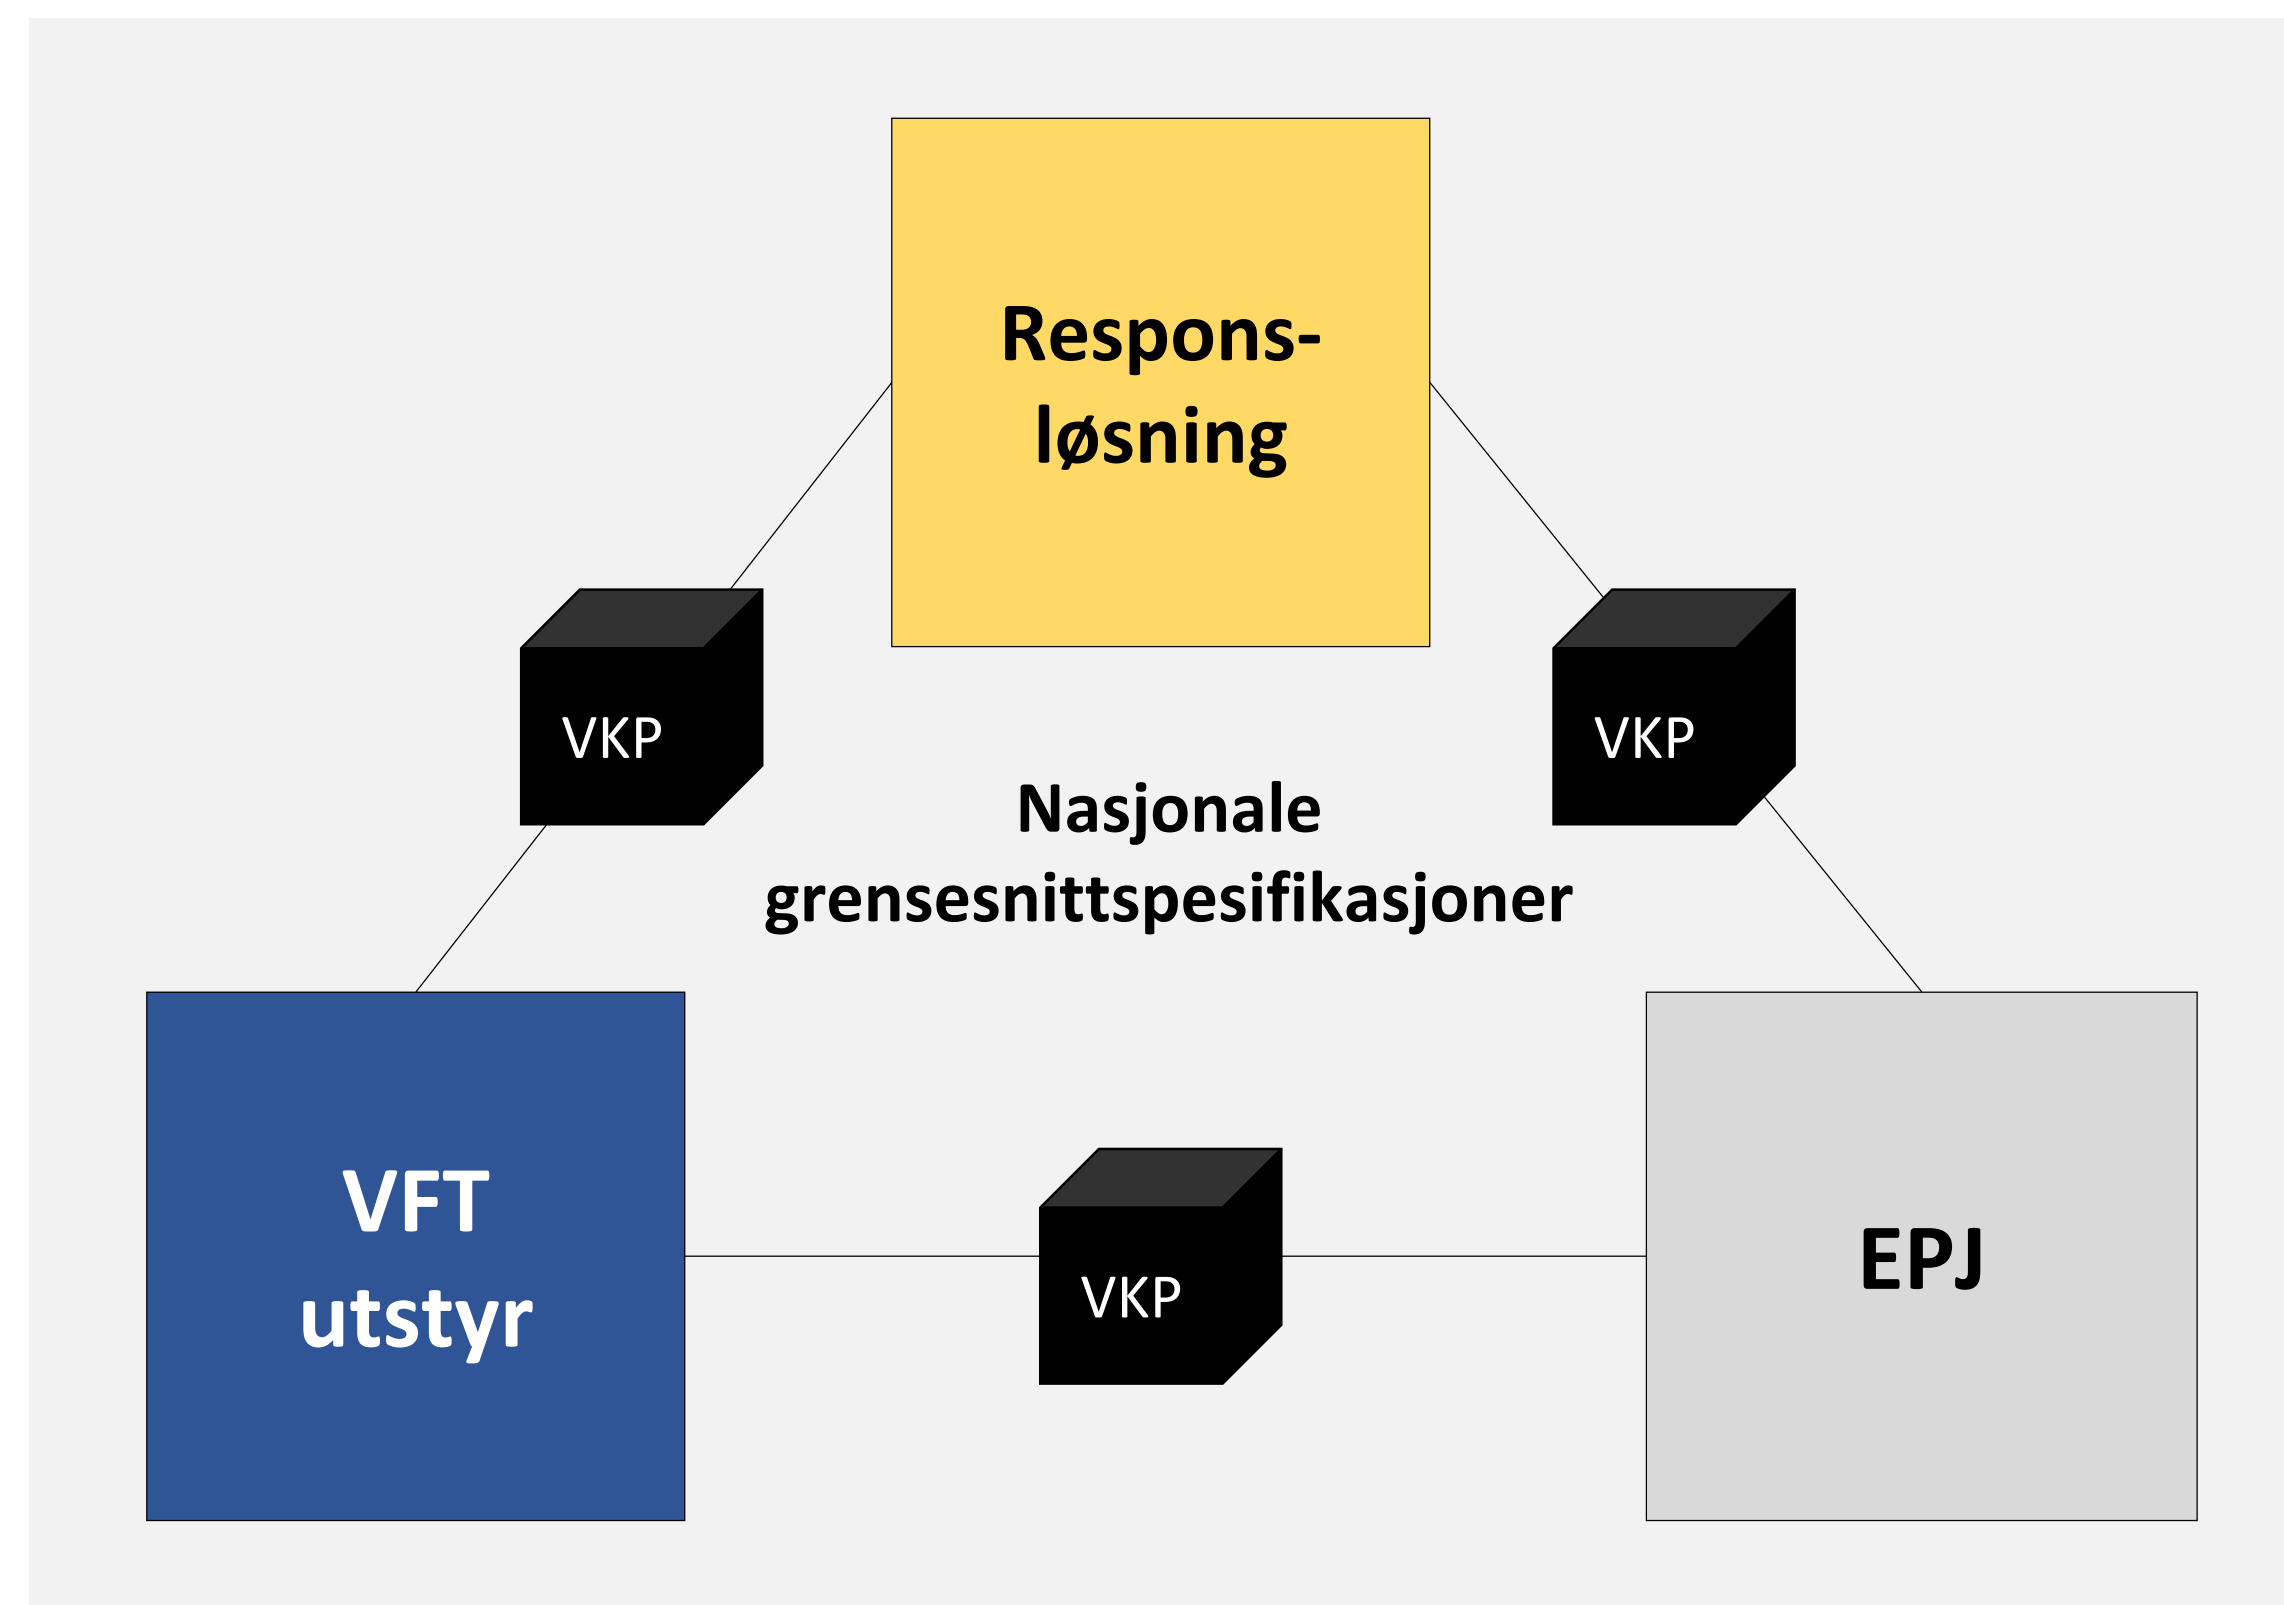 Respons-
løsning
VKP
VKP
Nasjonale
grensesnittspesifikasjoner
VFT
utstyr
VKP
EPJ